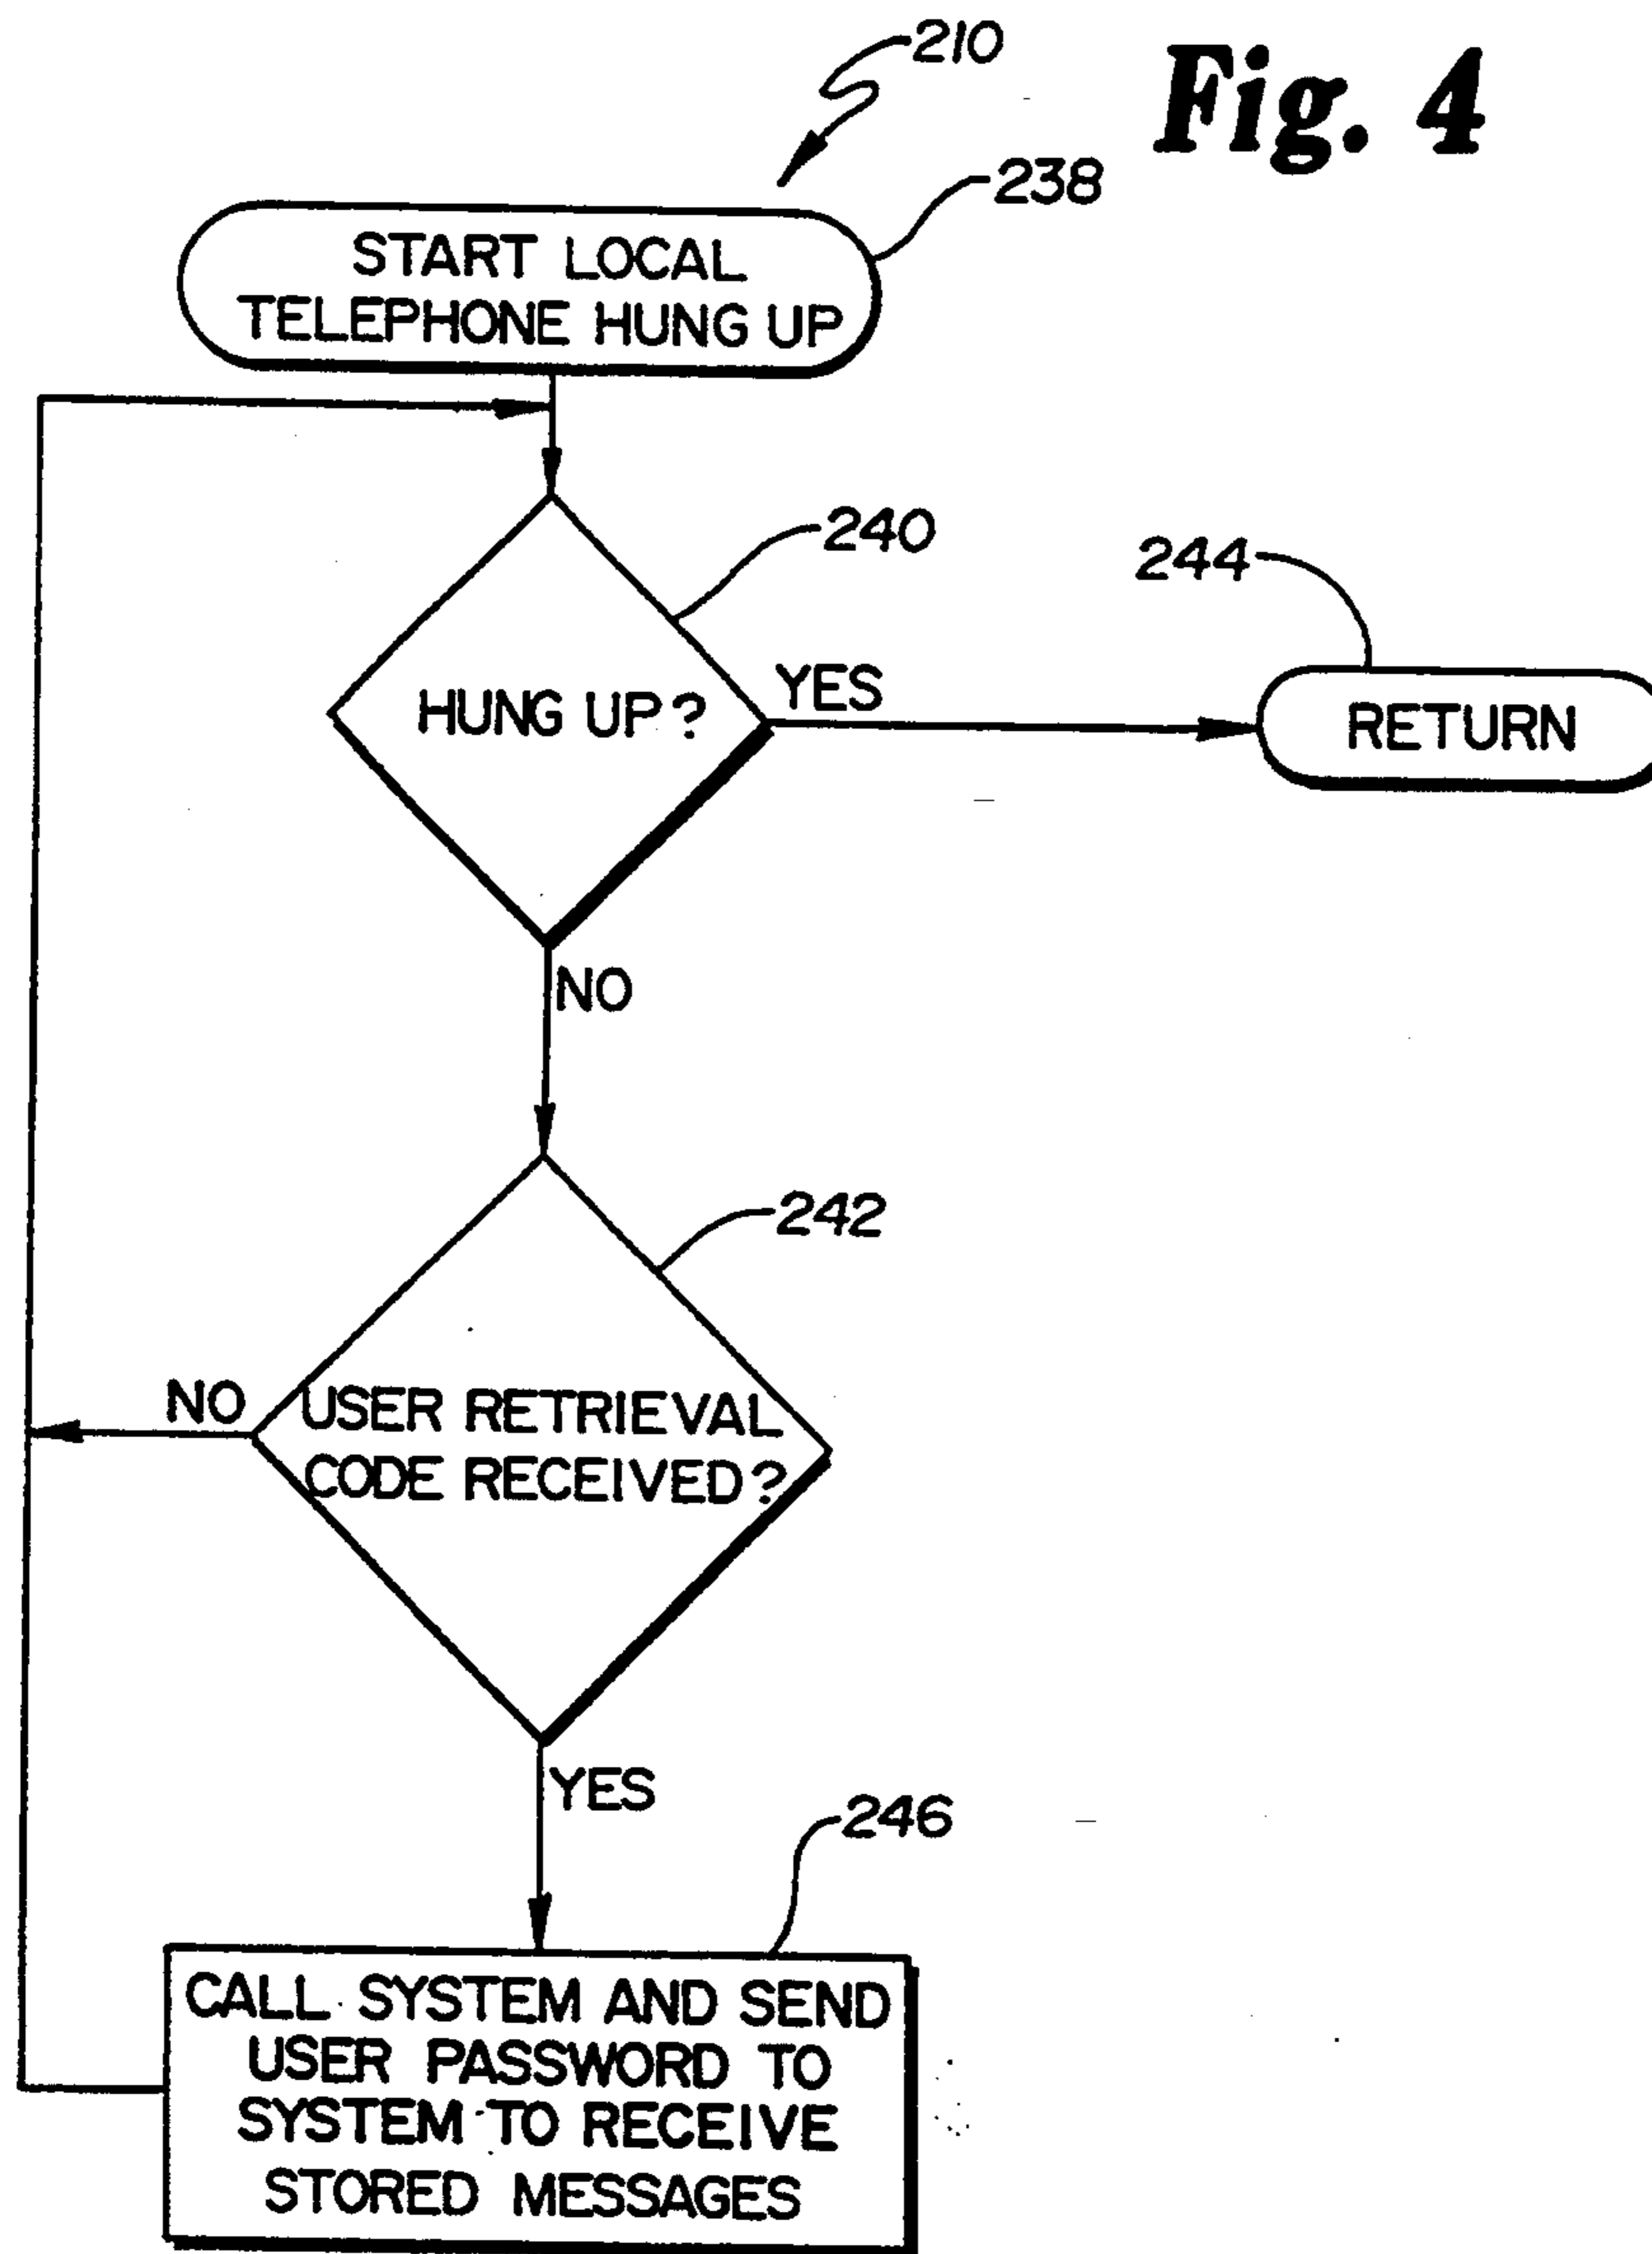 210
Fig. 4
238
START LOCAL
TELEPHONE HUNG UP
240
244
HUNG UP?
YES
RETURN
NO
242
NO
USER RETRIEVAL
CODE RECEIVED?
YES
246
CALL SYSTEM AND SEND
USER PASSWORD TO
SYSTEM TO RECEIVE
STORED MESSAGES